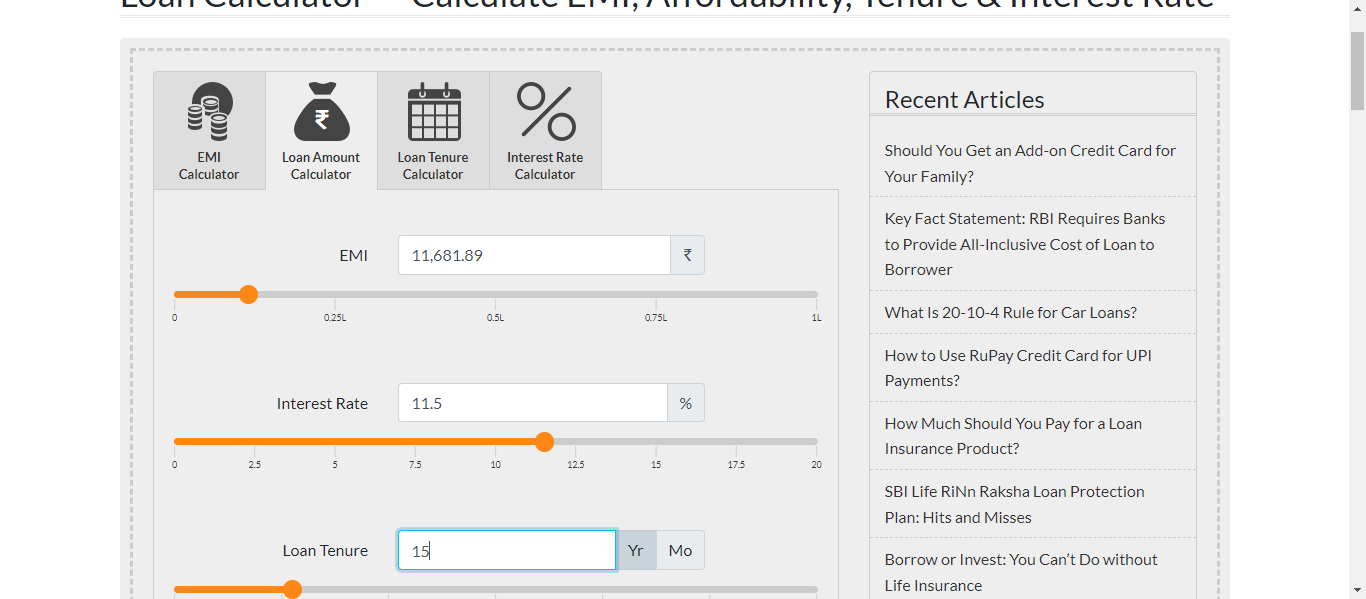 Loan Calculator — Calculate EMI, Affordability, Tenure & Interest Rate
EMI
Calculator
Loan Amount
Calculator
Loan Tenure
Calculator
Interest Rate
Calculator
EMI
11,681.89
₹
0
0.25L
0.5L
0.75L
1L
Interest Rate
11.5
%
0
2.5
5
7.5
10
12.5
15
17.5
20
Loan Tenure
15
Yr
Mo
Recent Articles
Should You Get an Add-on Credit Card for
Your Family?
Key Fact Statement: RBI Requires Banks
to Provide All-Inclusive Cost of Loan to
Borrower
What Is 20-10-4 Rule for Car Loans?
How to Use RuPay Credit Card for UPI
Payments?
How Much Should You Pay for a Loan
Insurance Product?
SBI Life RiNn Raksha Loan Protection
Plan: Hits and Misses
Borrow or Invest: You Can’t Do without
Life Insurance